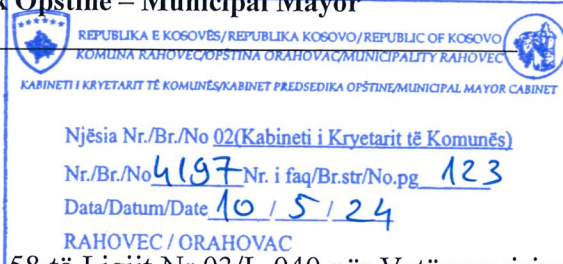 Opštine – Municipal Mayor
REPUBLIKA E KOSOVËS/REPUBLIKA KOSOVO/REPUBLIC OF KOSOVO
KOMUNA RAHOVEC/OPŠTINA ORAHOVAC/MUNICIPALITY RAHOVEC
KABINETI I KRYETARIT TË KOMUNËS/KABINET PREDSEDIKA OPŠTINE/MUNICIPAL MAYOR CABINET
Njësia Nr./Br./No 02(Kabineti i Kryetarit të Komunës)
Nr./Br./No 4197 Nr. i faq/Br.str/No.pg 123
Data/Datum/Date 10 / 5 / 24
RAHOVEC / ORAHOVAC
58 të Ligjit Nr.03/L-040 për